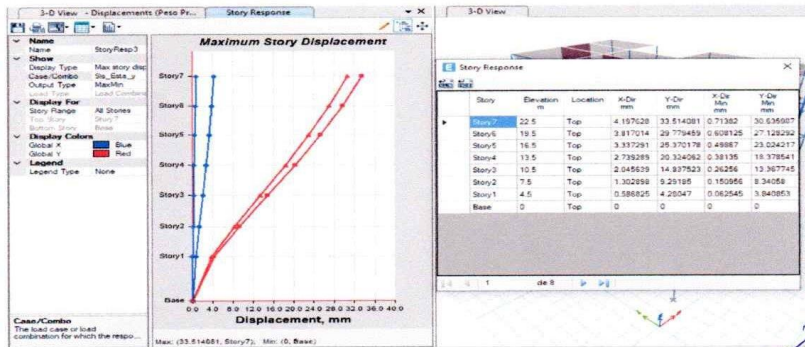 3-D View - Displacements (Peso Pr...
Story Response
Name
Name StoryResp3
Show
Display Type Max story disp
Case/Combo Sis_Esta_y
Output Type MaxMin
Load Type Load Combina
Display For
Story Range All Stories
Top Story Story7
Bottom Story Base
Display Colors
Global X Blue
Global Y Red
Legend
Legend Type None
Case/Combo
The load case or load
combination for which the respo...
Maximum Story Displacement
Story7
Story6
Story5
Story4
Story3
Story2
Story1
Base
0.0 4.0 8.0 12.0 16.0 20.0 24.0 28.0 32.0 36.0 40.0
Displacement, mm
Max: (33.514081, Story7), Min: (0, Base)
3-D View
Story Response
Story Elevation m Location X-Dir mm Y-Dir mm X-Dir Min mm Y-Dir Min mm
Story7 22.5 Top 4.197628 33.514081 0.71382 30.635987
Story6 19.5 Top 3.817014 29.779459 0.608125 27.128292
Story5 16.5 Top 3.337291 25.370178 0.49867 23.024217
Story4 13.5 Top 2.739289 20.324062 0.38135 18.378541
Story3 10.5 Top 2.045639 14.937523 0.26256 13.367745
Story2 7.5 Top 1.302898 9.29195 0.150956 8.34058
Story1 4.5 Top 0.586825 4.28047 0.062545 3.840853
Base 0 Top 0 0 0 0
1 de 8